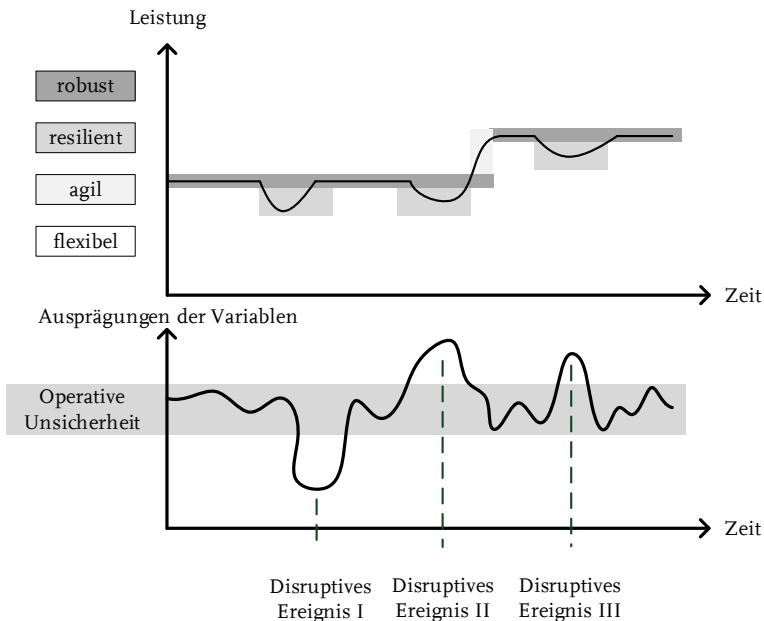 Leistung
robust
resilient
agil
flexibel
Zeit
Ausprägungen der Variablen
Operative
Unsicherheit
Zeit
Disruptives
Ereignis I
Disruptives
Ereignis II
Disruptives
Ereignis III